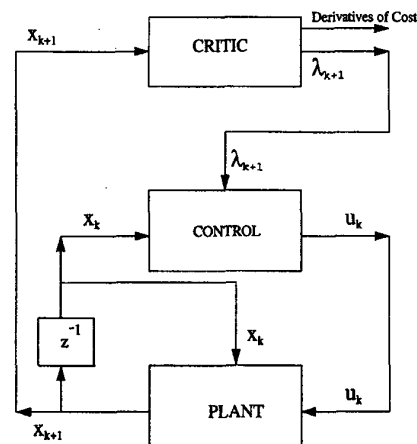 Derivatives of Cost
x_{k+1}
CRITIC
λ_{k+1}
λ_{k+1}
x_k
CONTROL
u_k
z^{-1}
x_k
u_k
PLANT
x_{k+1}